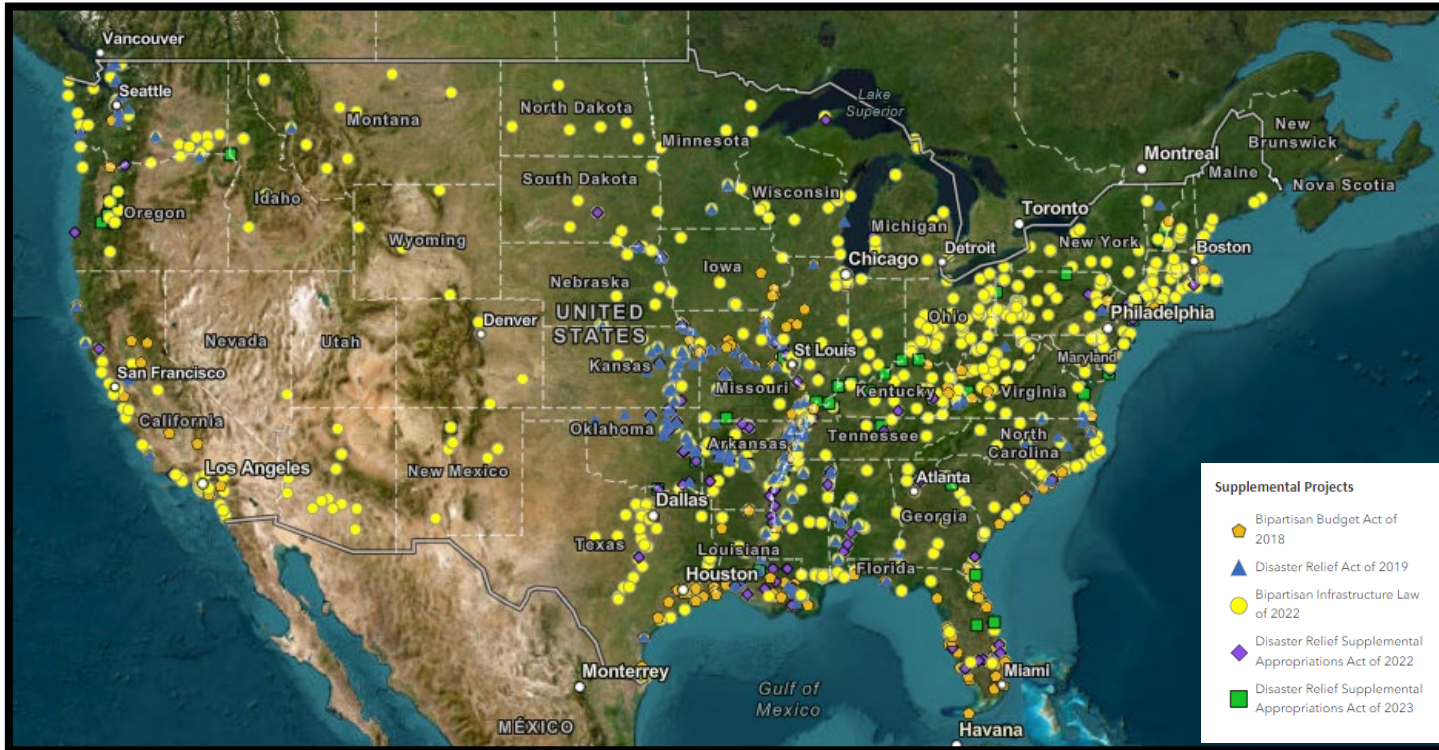 Vancouver
Seattle
Montana
North Dakota
Minnesota
Lake
Superior
New
Brunswick
Montreal
Maine
Nova Scotia
South Dakota
Wisconsin
Idaho
Oregon
Toronto
Michigan
New York
Wyoming
Detroit
Boston
Chicago
Iowa
Nebraska
UNITED
STATES
Denver
Ohio
Philadelphia
Nevada
Utah
St Louis
Maryland
Kansas
San Francisco
Missouri
Kentucky
Virginia
California
Oklahoma
Arkansas
Tennessee
North
Carolina
Los Angeles
New Mexico
Atlanta
Dallas
Georgia
Texas
Louisiana
Houston
Florida
Monterrey
Miami
Gulf of
Mexico
MÉXICO
Havana
Supplemental Projects
Bipartisan Budget Act of
2018
Disaster Relief Act of 2019
Bipartisan Infrastructure Law
of 2022
Disaster Relief Supplemental
Appropriations Act of 2022
Disaster Relief Supplemental
Appropriations Act of 2023